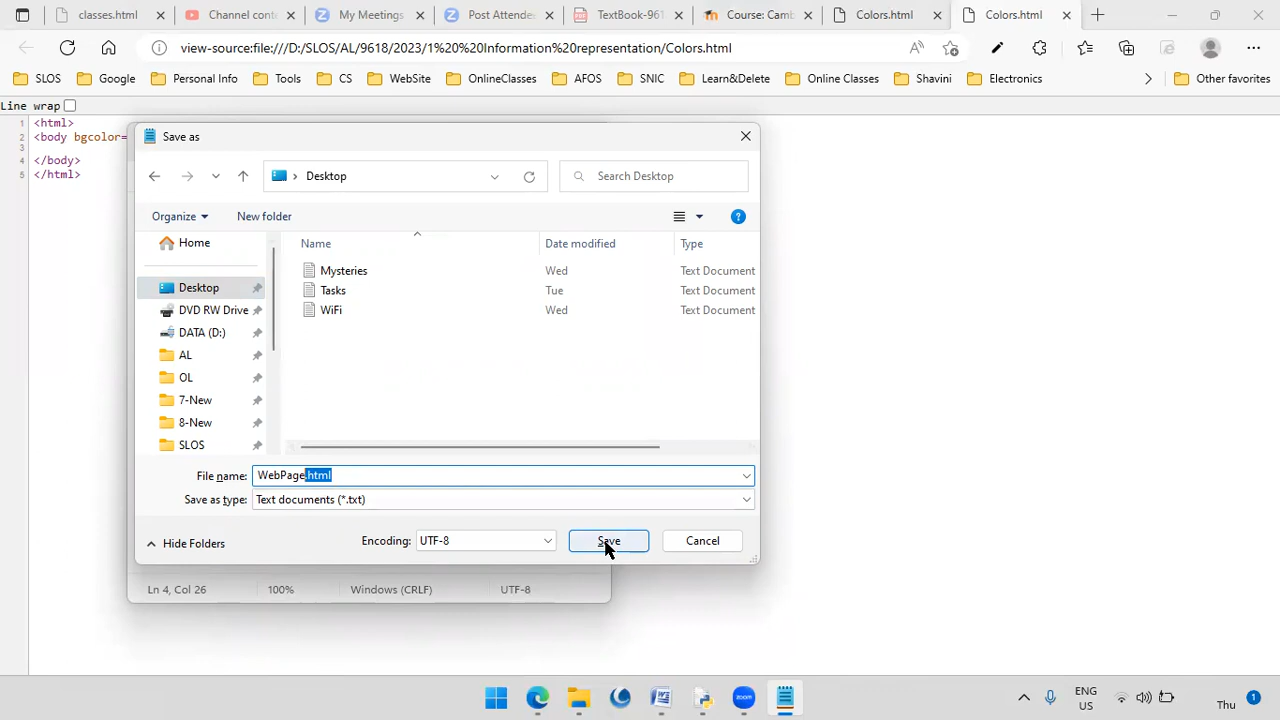 classes.html
Channel cont
My Meetings
Post Attende
TextBook-961
Course: Camb
Colors.html
Colors.html
view-source:file:///D:/SLOS/AL/9618/2023/1%20%20Information%20representation/Colors.html
SLOS Google Personal Info Tools CS WebSite OnlineClasses AFOS SNIC Learn&Delete Online Classes Shavini Electronics Other favorites
Line wrap
1 <html>
2 <body bgcolor=
3
4 </body>
5 </html>
Save as
Desktop
Search Desktop
Organize New folder
Name Date modified Type
Home
Desktop
DVD RW Drive
DATA (D:)
AL
OL
7-New
8-New
SLOS
Mysteries Wed Text Document
Tasks Tue Text Document
WiFi Wed Text Document
File name: WebPage.html
Save as type: Text documents (*.txt)
Hide Folders
Encoding: UTF-8
Save Cancel
Ln 4, Col 26 100% Windows (CRLF) UTF-8
zoom
ENG
US
Thu
1